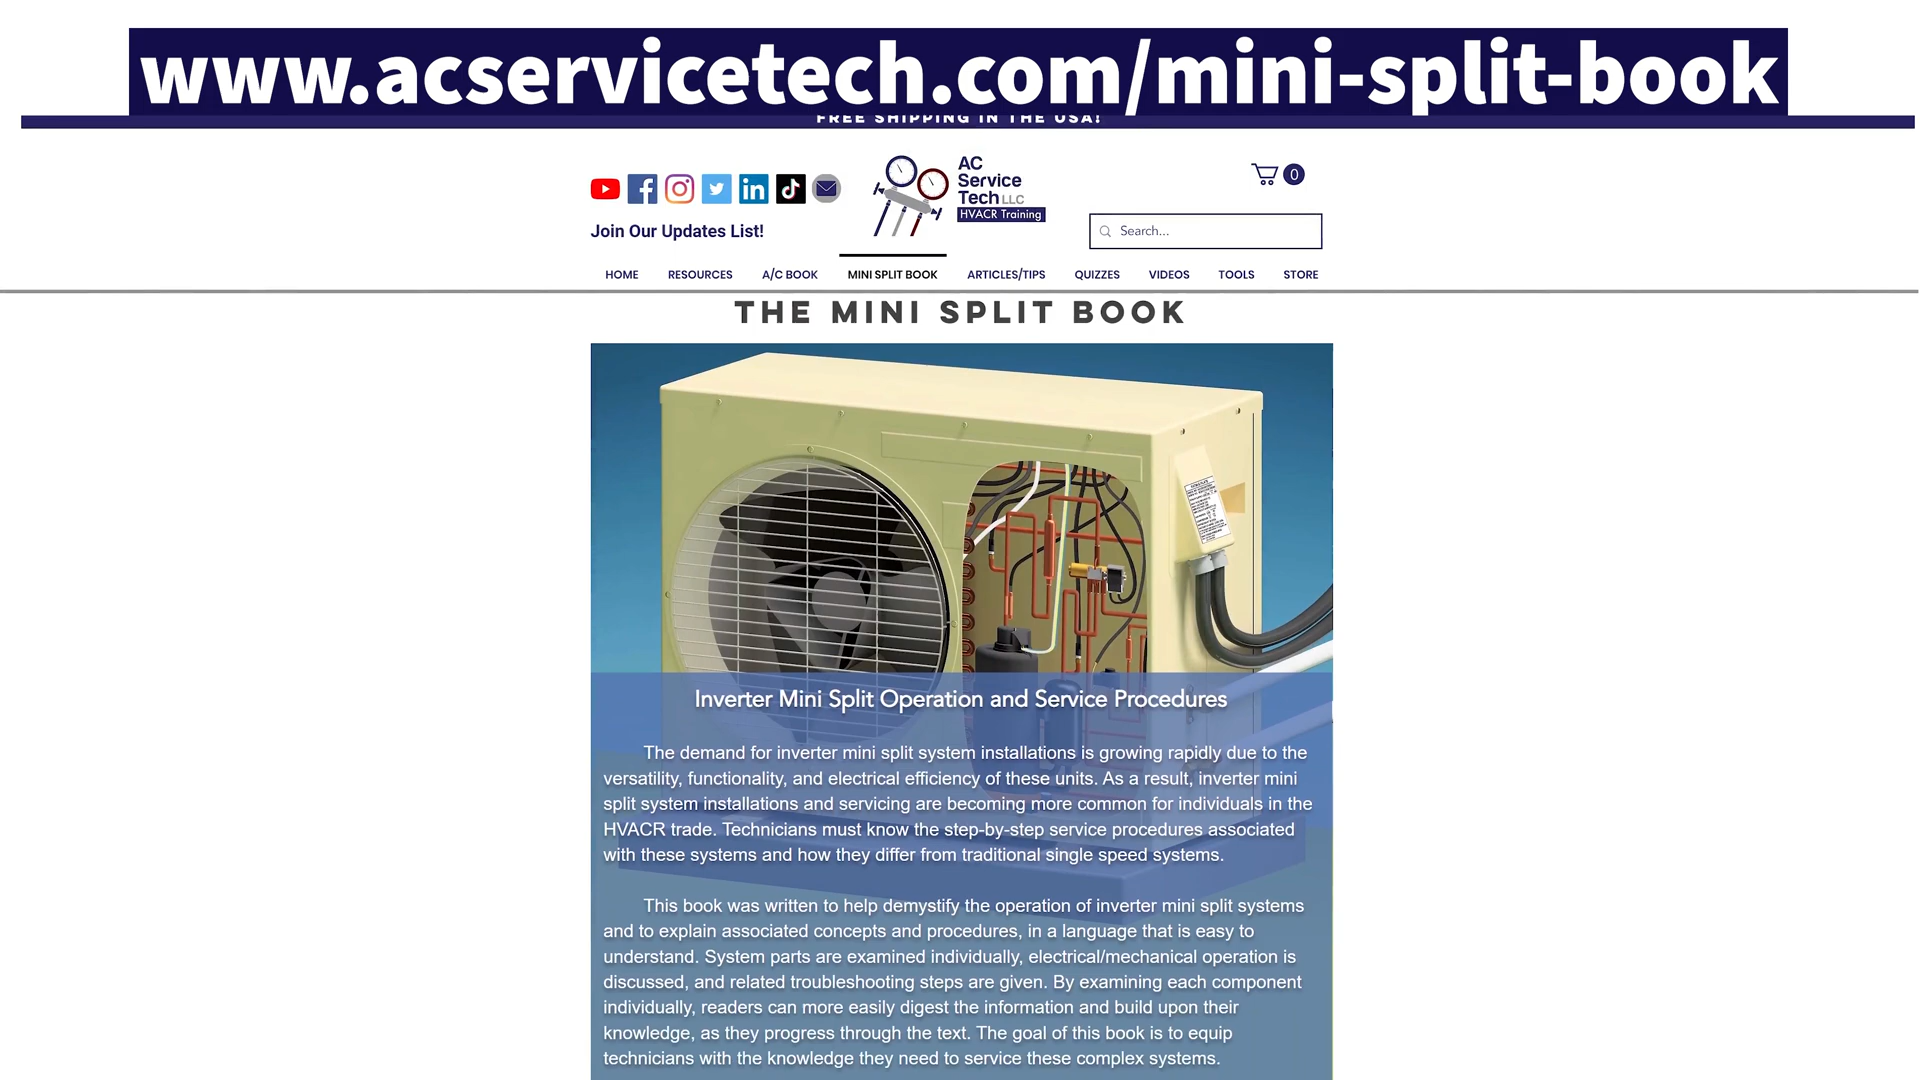 www.acservicetech.com/mini-split-book
FREE SHIPPING IN THE USA!
AC
Service
Tech LLC
HVACR Training
0
Join Our Updates List!
Search...
HOME RESOURCES A/C BOOK MINI SPLIT BOOK ARTICLES/TIPS QUIZZES VIDEOS TOOLS STORE
THE MINI SPLIT BOOK
Inverter Mini Split Operation and Service Procedures
The demand for inverter mini split system installations is growing rapidly due to the
versatility, functionality, and electrical efficiency of these units. As a result, inverter mini
split system installations and servicing are becoming more common for individuals in the
HVACR trade. Technicians must know the step-by-step service procedures associated
with these systems and how they differ from traditional single speed systems.
This book was written to help demystify the operation of inverter mini split systems
and to explain associated concepts and procedures, in a language that is easy to
understand. System parts are examined individually, electrical/mechanical operation is
discussed, and related troubleshooting steps are given. By examining each component
individually, readers can more easily digest the information and build upon their
knowledge, as they progress through the text. The goal of this book is to equip
technicians with the knowledge they need to service these complex systems.